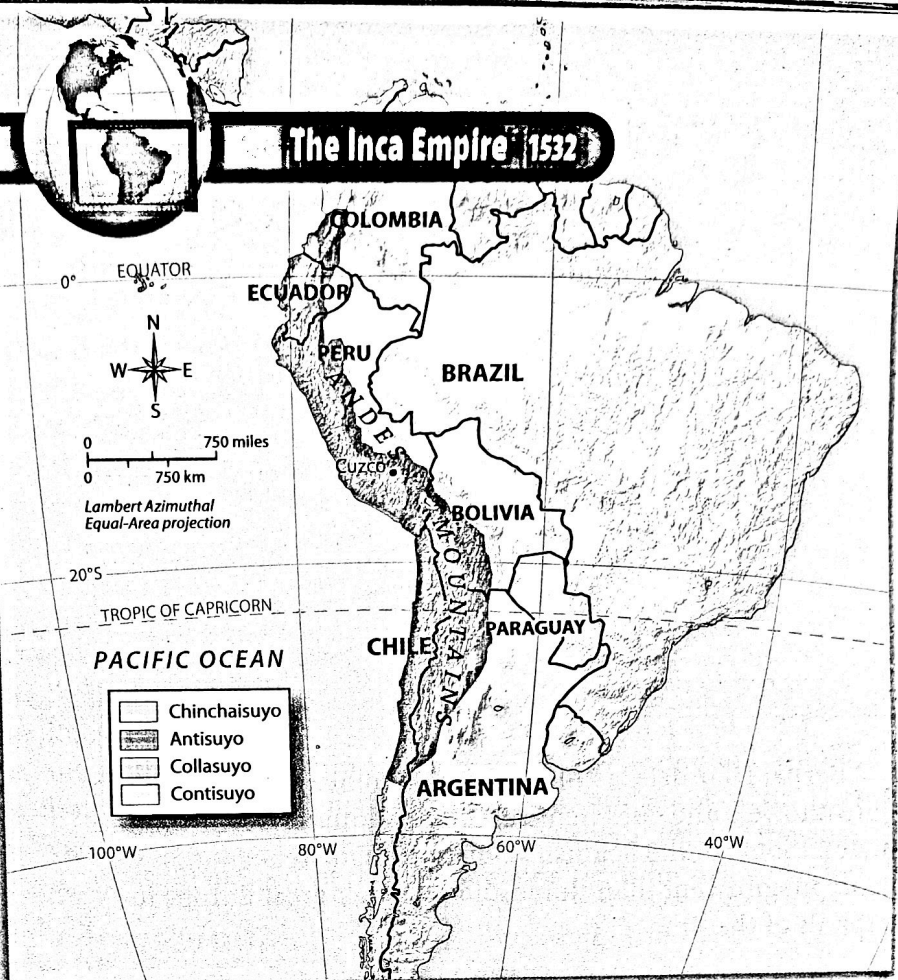 The Inca Empire 1532
COLOMBIA
EQUATOR
0°
ECUADOR
N
W E
S
PERU
BRAZIL
ANDES
0 750 miles
0 750 km
Cuzco
Lambert Azimuthal
Equal-Area projection
BOLIVIA
MOUNTAINS
20°S
TROPIC OF CAPRICORN
PARAGUAY
CHILE
PACIFIC OCEAN
Chinchaisuyo
Antisuyo
Collasuyo
Contisuyo
ARGENTINA
100°W 80°W 60°W 40°W